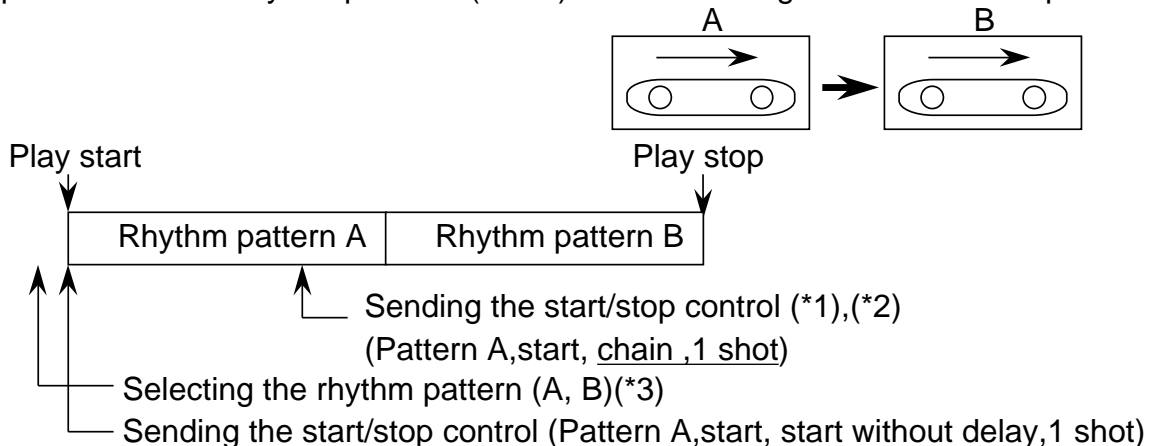 A B
Play start Play stop
Rhythm pattern A Rhythm pattern B
Sending the start/stop control (*1),(*2)
(Pattern A,start, chain ,1 shot)
Selecting the rhythm pattern (A, B)(*3)
Sending the start/stop control (Pattern A,start, start without delay,1 shot)